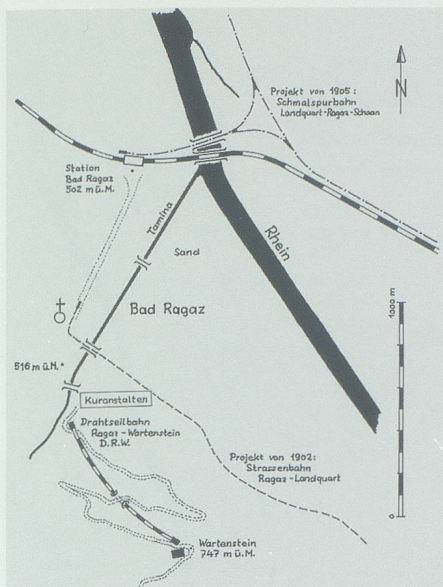 Projekt von 1905:
Schmalspurbahn
Landquart-Ragaz-Schaan
N
Station
Bad Ragaz
502 m ü.M.
Tamina
Sand
Rhein
Bad Ragaz
1000 m
516 m ü.M.
Kuranstalten
Drahtseilbahn
Ragaz - Wartenstein
D.R.W.
Projekt von 1902:
Strassenbahn
Ragaz-Landquart
0
Wartenstein
747 m ü.M.